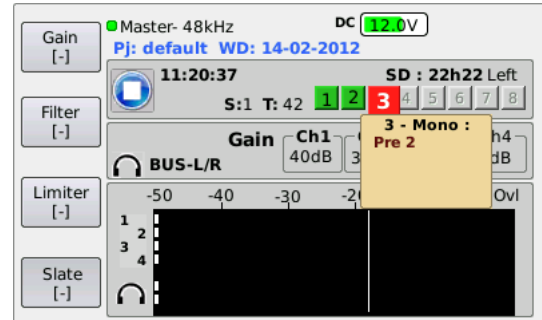 Gain
[-]
Filter
[-]
Limiter
[-]
Slate
[-]
Master- 48kHz
DC 12.0V
Pj: default WD: 14-02-2012
11:20:37
SD : 22h22 Left
S:1 T: 42
1 2 3 4 5 6 7 8
3 - Mono :
Pre 2
Gain
Ch1
40dB
3
h4
dB
BUS-L/R
-50 -40 -30 -2 Ovl
1
2
3
4